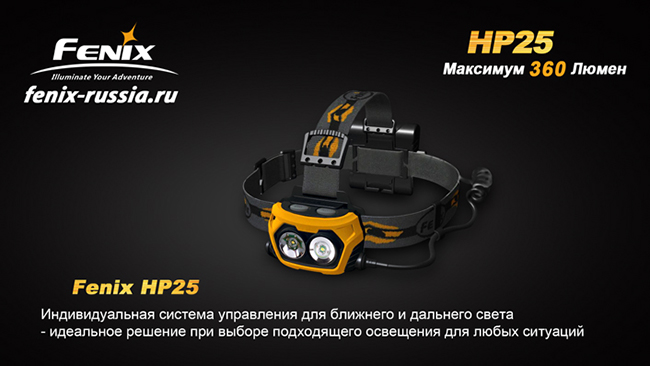 FENIX
Illuminate Your Adventure
fenix-russia.ru
HP25
Максимум 360 Люмен
FENIX
Fenix HP25
Индивидуальная система управления для ближнего и дальнего света
- идеальное решение при выборе подходящего освещения для любых ситуаций